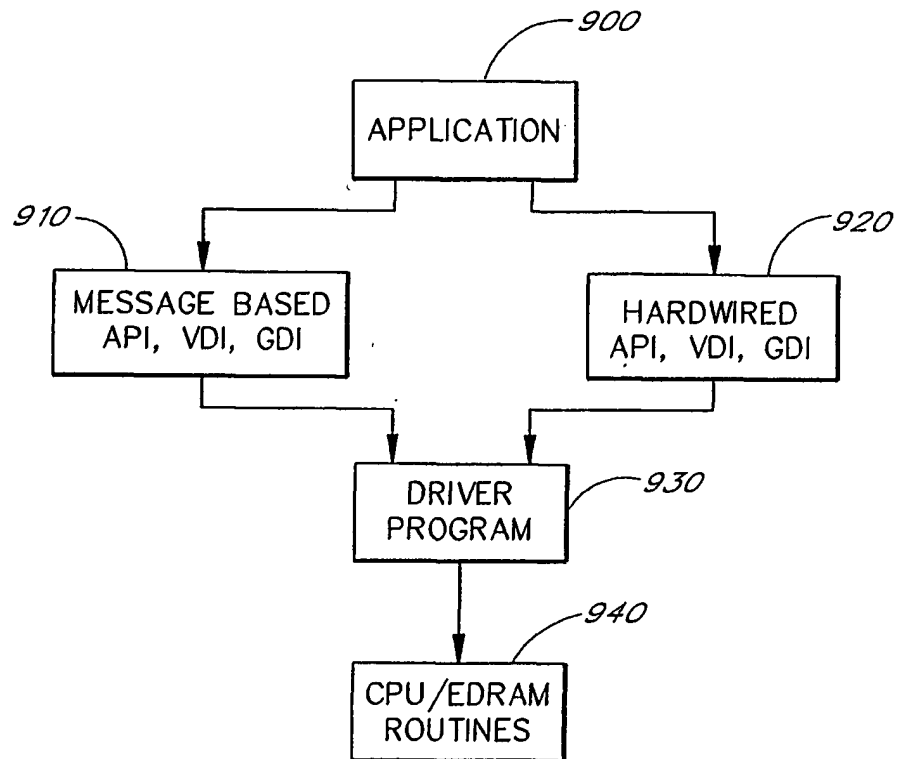 900
APPLICATION
910
MESSAGE BASED
API, VDI, GDI
920
HARDWIRED
API, VDI, GDI
DRIVER
PROGRAM
930
940
CPU/EDRAM
ROUTINES